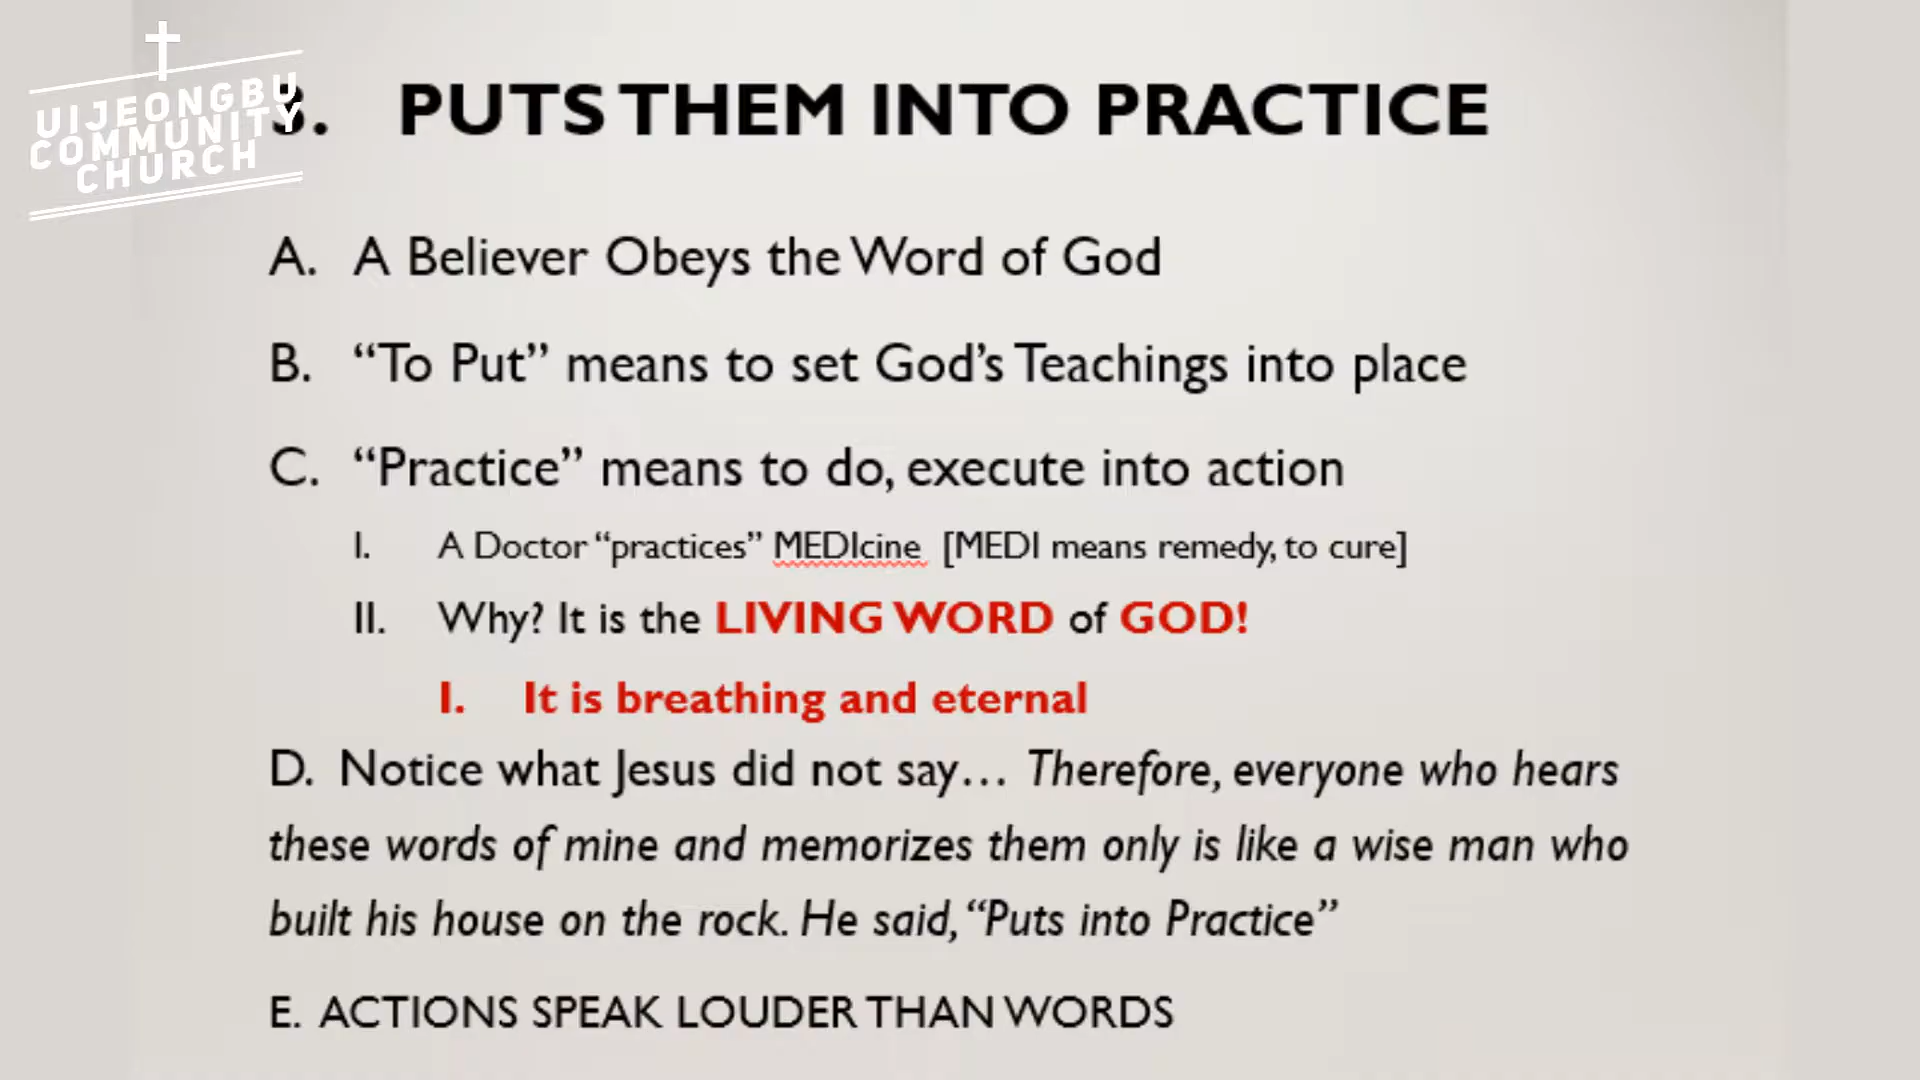 UIJEONGBU
COMMUNITY
CHURCH
3. PUTS THEM INTO PRACTICE
A. A Believer Obeys the Word of God
B. “To Put” means to set God’s Teachings into place
C. “Practice” means to do, execute into action
I. A Doctor “practices” MEDIcine [MEDI means remedy, to cure]
II. Why? It is the LIVING WORD of GOD!
I. It is breathing and eternal
D. Notice what Jesus did not say… Therefore, everyone who hears
these words of mine and memorizes them only is like a wise man who
built his house on the rock. He said, “Puts into Practice”
E. ACTIONS SPEAK LOUDER THAN WORDS